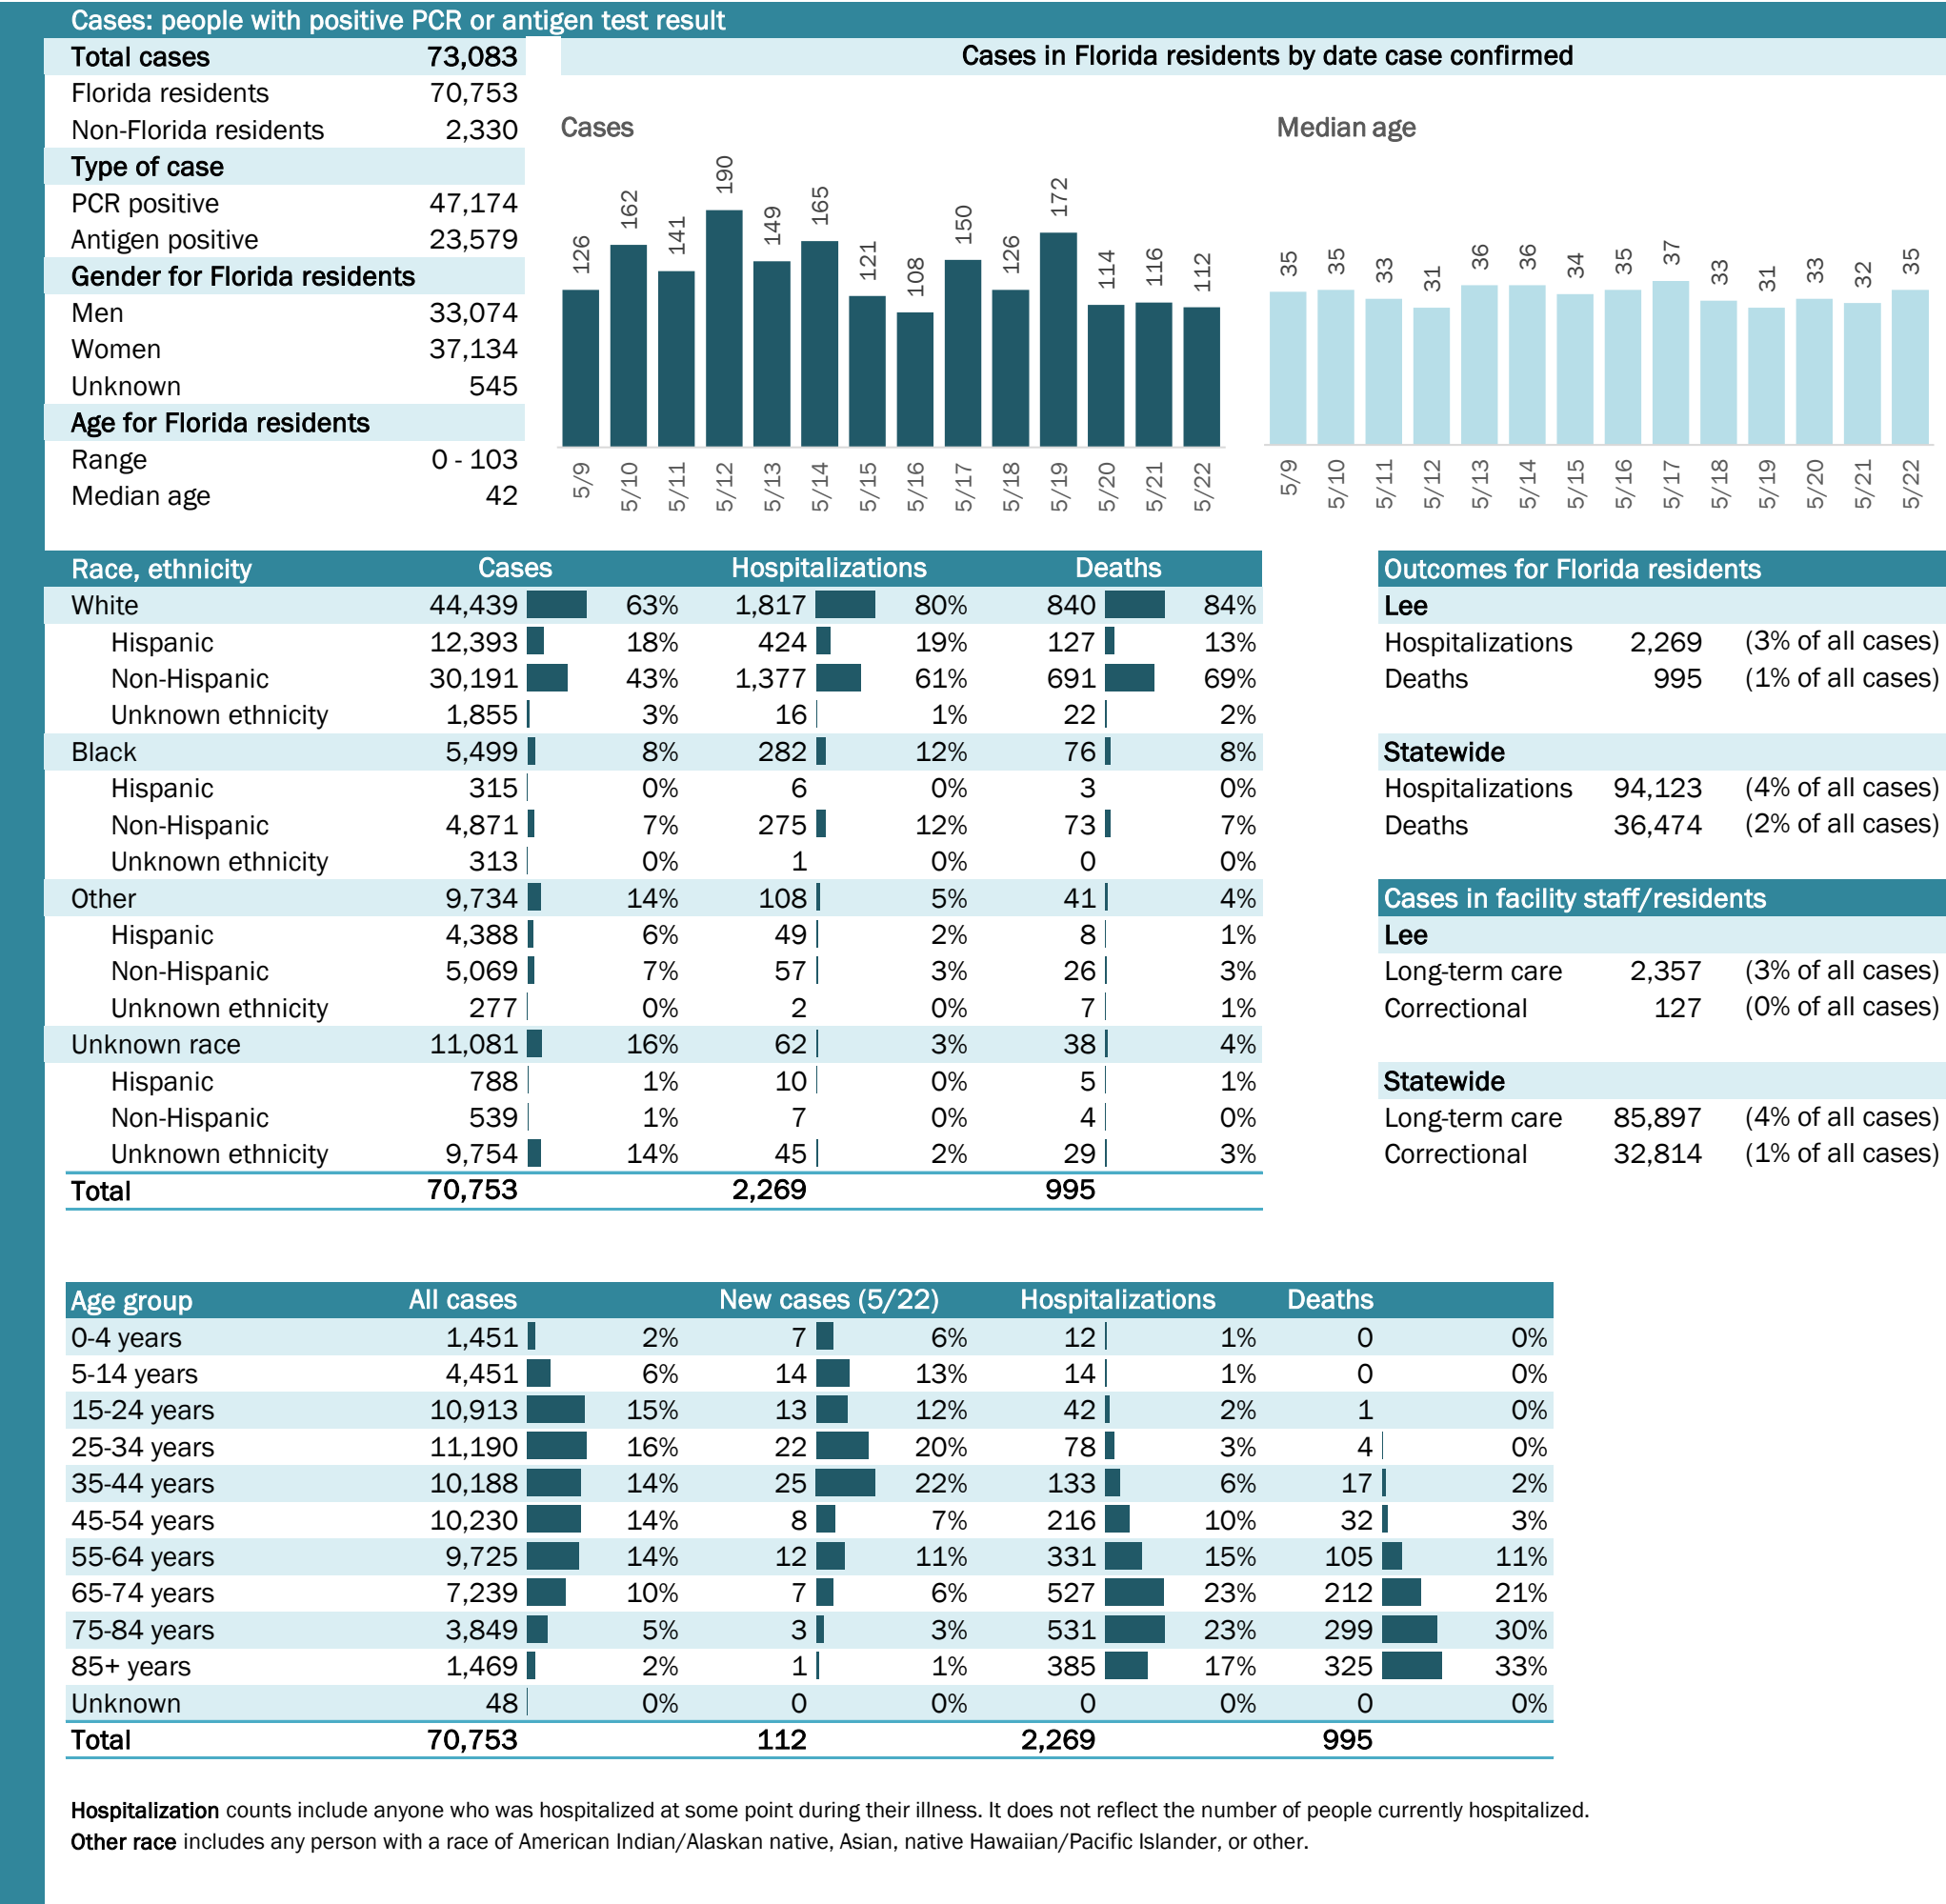 Cases: people with positive PCR or antigen test result
Total cases 73,083
Florida residents 70,753
Non-Florida residents 2,330
Type of case
PCR positive 47,174
Antigen positive 23,579
Gender for Florida residents
Men 33,074
Women 37,134
Unknown 545
Age for Florida residents
Range 0 - 103
Median age 42
Cases in Florida residents by date case confirmed
Cases
126 162 141 190 149 165 121 108 150 126 172 114 116 112
5/9 5/10 5/11 5/12 5/13 5/14 5/15 5/16 5/17 5/18 5/19 5/20 5/21 5/22
Median age
35 35 33 31 36 36 34 35 37 33 31 33 32 35
5/9 5/10 5/11 5/12 5/13 5/14 5/15 5/16 5/17 5/18 5/19 5/20 5/21 5/22
Race, ethnicity Cases Hospitalizations Deaths
White 44,439 63% 1,817 80% 840 84%
Hispanic 12,393 18% 424 19% 127 13%
Non-Hispanic 30,191 43% 1,377 61% 691 69%
Unknown ethnicity 1,855 3% 16 1% 22 2%
Black 5,499 8% 282 12% 76 8%
Hispanic 315 0% 6 0% 3 0%
Non-Hispanic 4,871 7% 275 12% 73 7%
Unknown ethnicity 313 0% 1 0% 0 0%
Other 9,734 14% 108 5% 41 4%
Hispanic 4,388 6% 49 2% 8 1%
Non-Hispanic 5,069 7% 57 3% 26 3%
Unknown ethnicity 277 0% 2 0% 7 1%
Unknown race 11,081 16% 62 3% 38 4%
Hispanic 788 1% 10 0% 5 1%
Non-Hispanic 539 1% 7 0% 4 0%
Unknown ethnicity 9,754 14% 45 2% 29 3%
Total 70,753 2,269 995
Outcomes for Florida residents
Lee
Hospitalizations 2,269 (3% of all cases)
Deaths 995 (1% of all cases)
Statewide
Hospitalizations 94,123 (4% of all cases)
Deaths 36,474 (2% of all cases)
Cases in facility staff/residents
Lee
Long-term care 2,357 (3% of all cases)
Correctional 127 (0% of all cases)
Statewide
Long-term care 85,897 (4% of all cases)
Correctional 32,814 (1% of all cases)
Age group All cases New cases (5/22) Hospitalizations Deaths
0-4 years 1,451 2% 7 6% 12 1% 0 0%
5-14 years 4,451 6% 14 13% 14 1% 0 0%
15-24 years 10,913 15% 13 12% 42 2% 1 0%
25-34 years 11,190 16% 22 20% 78 3% 4 0%
35-44 years 10,188 14% 25 22% 133 6% 17 2%
45-54 years 10,230 14% 8 7% 216 10% 32 3%
55-64 years 9,725 14% 12 11% 331 15% 105 11%
65-74 years 7,239 10% 7 6% 527 23% 212 21%
75-84 years 3,849 5% 3 3% 531 23% 299 30%
85+ years 1,469 2% 1 1% 385 17% 325 33%
Unknown 48 0% 0 0% 0 0% 0 0%
Total 70,753 112 2,269 995
Hospitalization counts include anyone who was hospitalized at some point during their illness. It does not reflect the number of people currently hospitalized.
Other race includes any person with a race of American Indian/Alaskan native, Asian, native Hawaiian/Pacific Islander, or other.